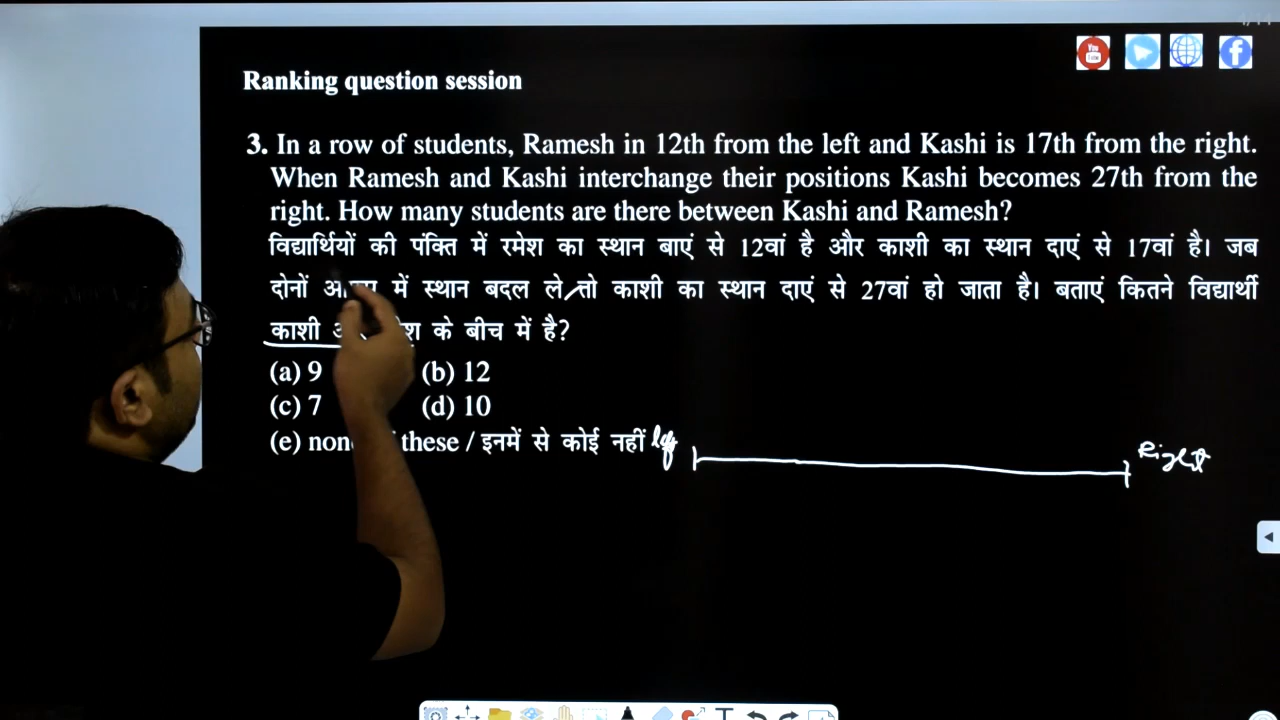 Ranking question session
3. In a row of students, Ramesh in 12th from the left and Kashi is 17th from the right.
When Ramesh and Kashi interchange their positions Kashi becomes 27th from the
right. How many students are there between Kashi and Ramesh?
विद्यार्थियों की पंक्ति में रमेश का स्थान बाएं से 12वां है और काशी का स्थान दाएं से 17वां है। जब
दोनों में स्थान बदल ले तो काशी का स्थान दाएं से 27वां हो जाता है। बताएं कितने विद्यार्थी
काशी के बीच में है?
(a) 9 (b) 12
(c) 7 (d) 10
(e) these / इनमें से कोई नहीं left
Right